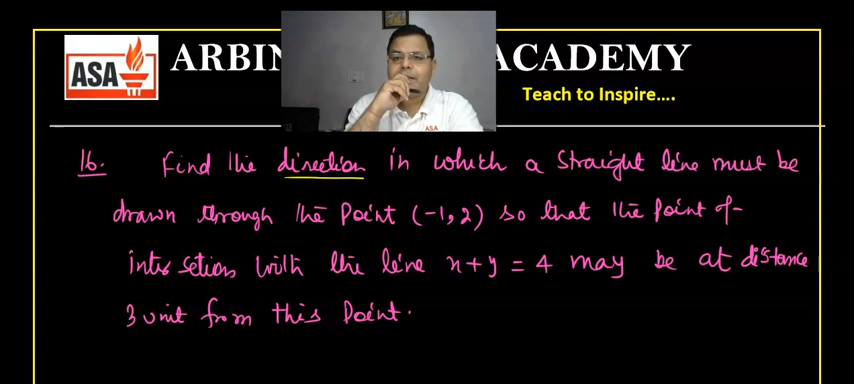 ASA ARBIN ACADEMY
Teach to Inspire....
ASA
16. Find the direction in which a straight line must be
drawn through the point (-1, 2) so that the point of
intersetion with the line x+y = 4 may be at distance
3 unit from this point.